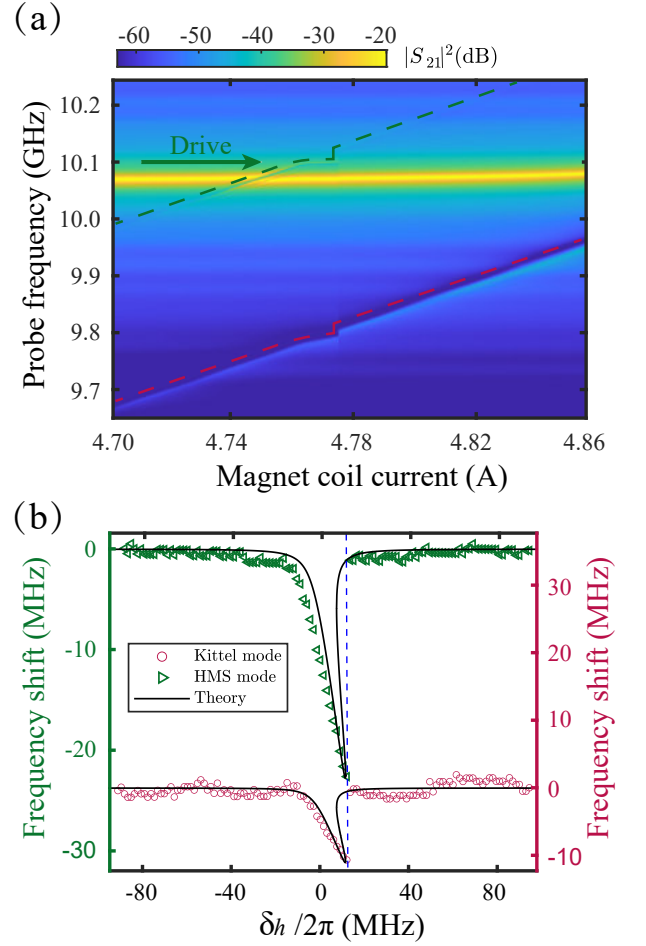 (a)
-60 -50 -40 -30 -20
|S21|²(dB)
Probe frequency (GHz)
10.2
10.1
10.0
9.9
9.8
9.7
Drive
4.70 4.74 4.78 4.82 4.86
Magnet coil current (A)
(b)
Frequency shift (MHz)
0
-10
-20
-30
Kittel mode
HMS mode
Theory
30
20
10
0
-10
Frequency shift (MHz)
-80 -40 0 40 80
δh /2π (MHz)